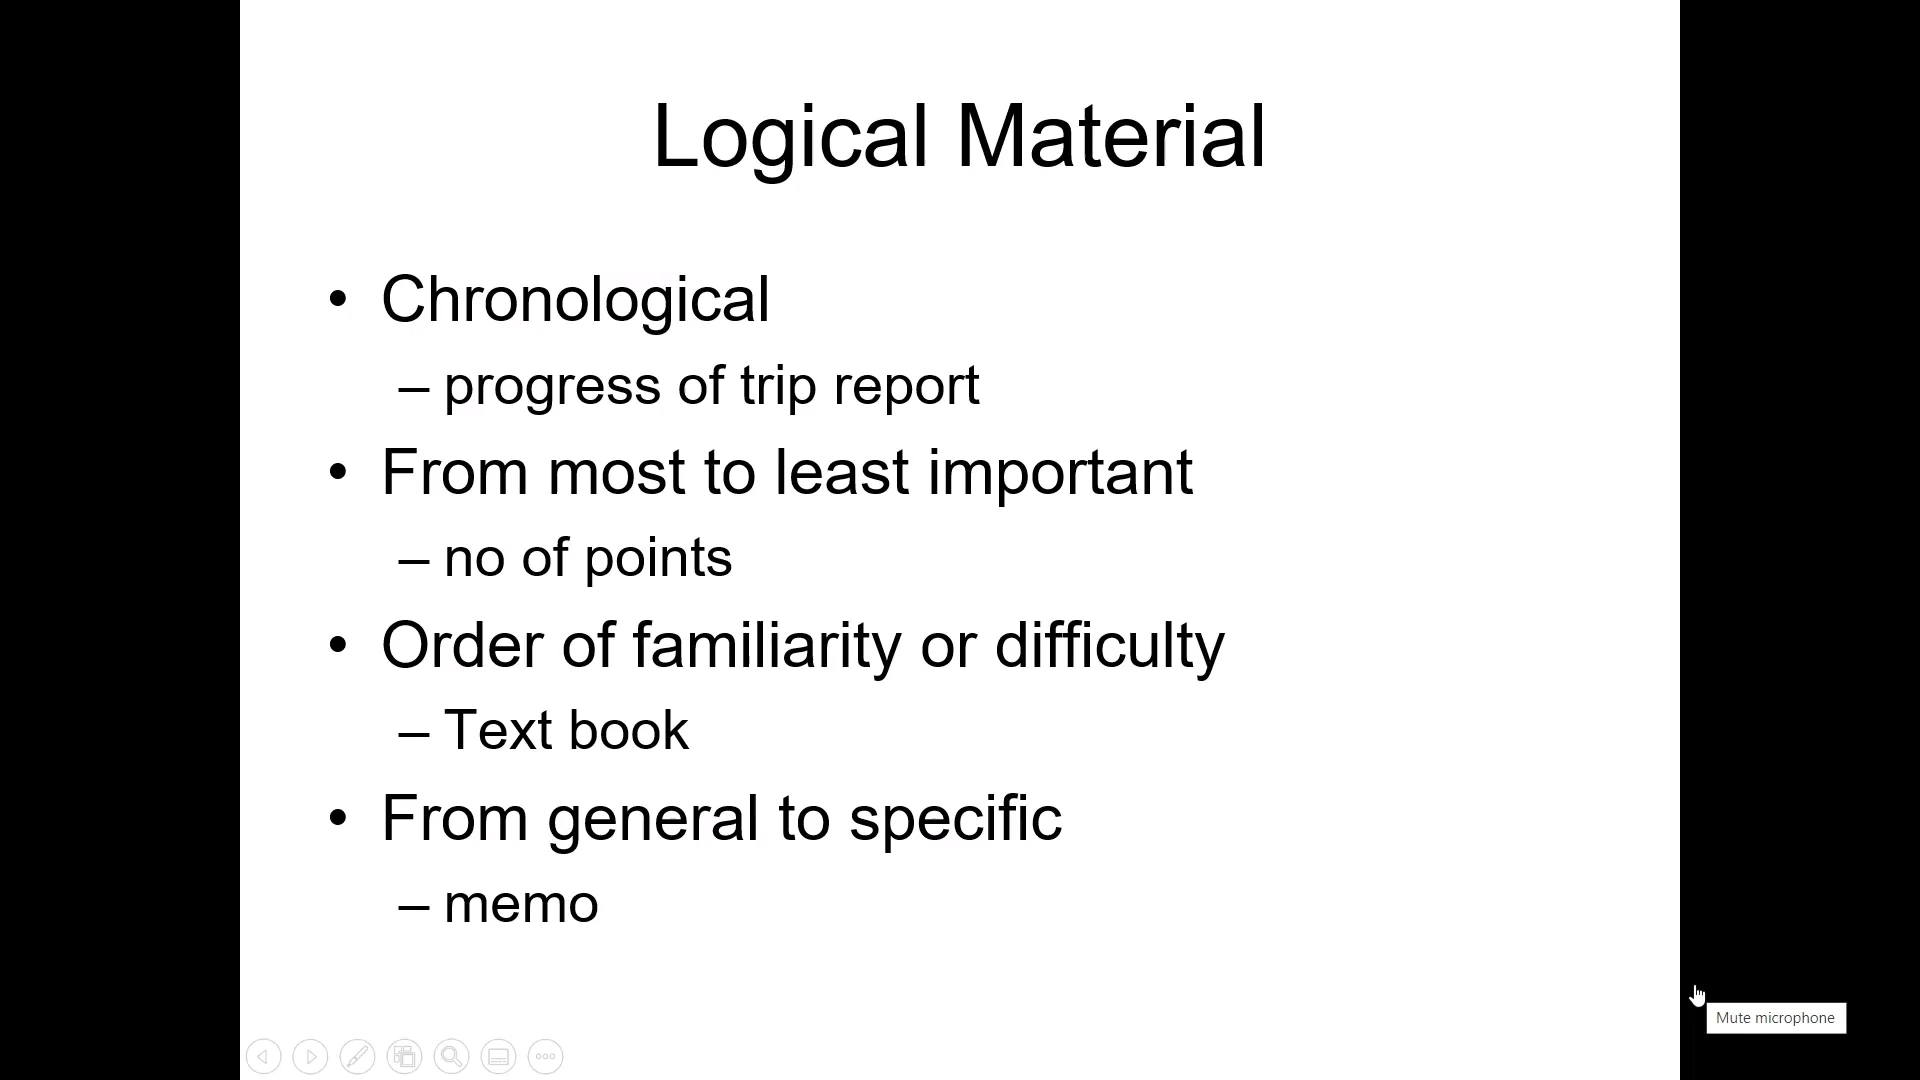 Logical Material
• Chronological
– progress of trip report
• From most to least important
– no of points
• Order of familiarity or difficulty
– Text book
• From general to specific
– memo
Mute microphone